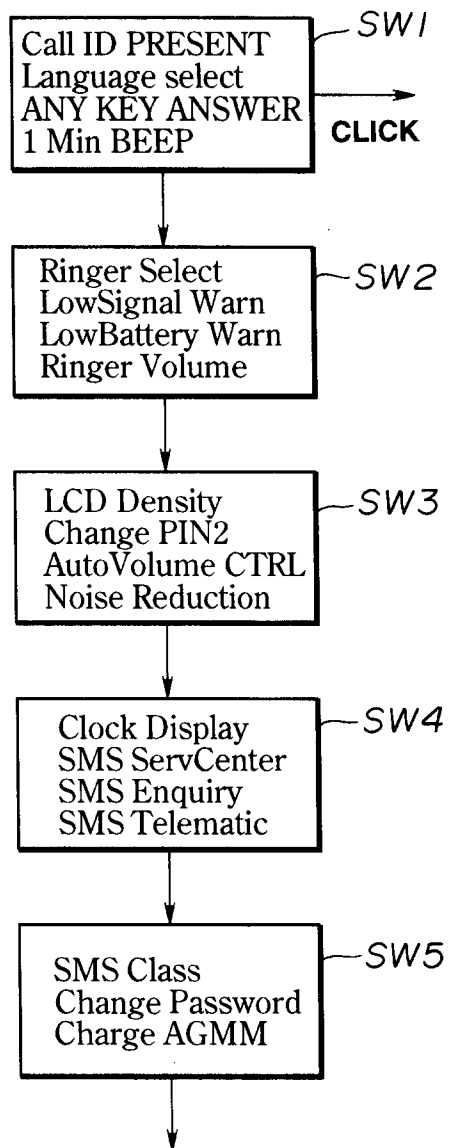 Call ID PRESENT
Language select
ANY KEY ANSWER
1 Min BEEP
SW1
CLICK
Ringer Select
LowSignal Warn
LowBattery Warn
Ringer Volume
SW2
LCD Density
Change PIN2
AutoVolume CTRL
Noise Reduction
SW3
Clock Display
SMS ServCenter
SMS Enquiry
SMS Telematic
SW4
SMS Class
Change Password
Charge AGMM
SW5